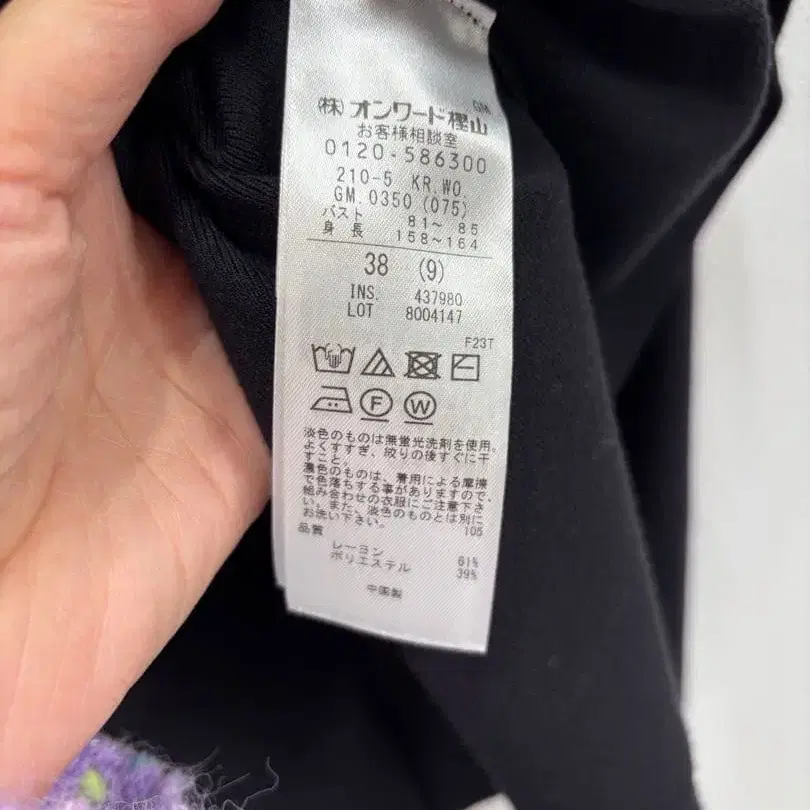 GM
(株)オンワード樫山
お客様相談室
0120-586300
210-5 KR.WO.
GM.0350(075)
バスト 81~ 85
身長 158~164
38 (9)
INS. 437980
LOT 8004147
F23T
F W
淡色のものは無蛍光洗剤を使用。
よくすすぎ、絞りの後すぐに干
すこと。
濃色のものは、着用による摩擦
で色落ちする事がありますので、
組み合わせの衣服にご注意下さ
い。また、淡色のものとは別に
お洗い下さい。
105
品質
レーヨン 61%
ポリエステル 39%
中国製